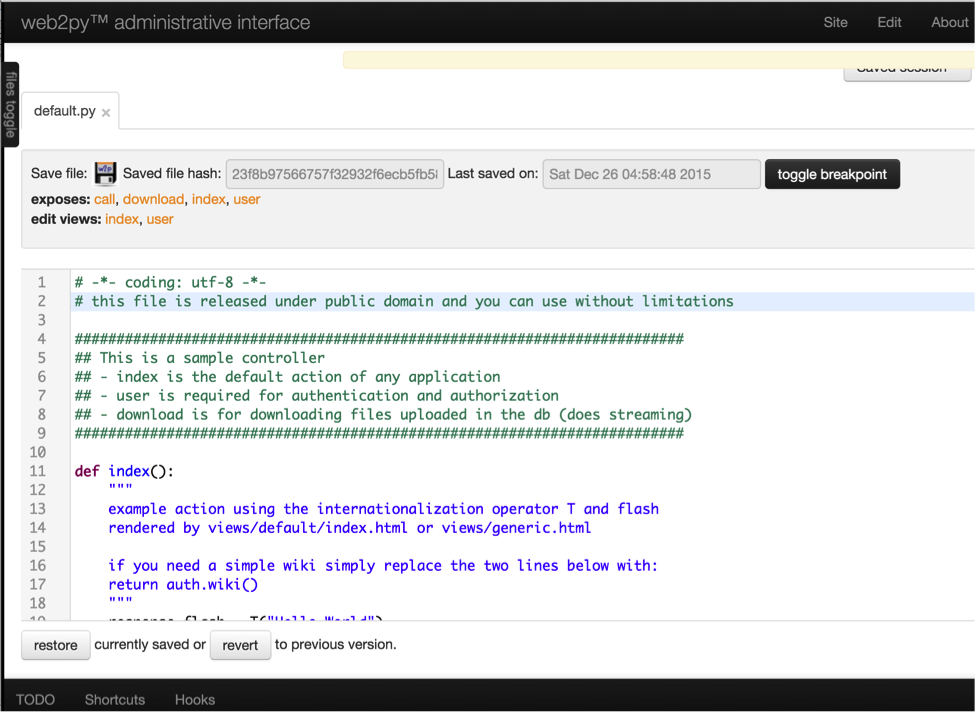 web2py™ administrative interface
Site Edit About
Saved session
files toggle
default.py ×
Save file: Saved file hash: 23f8b97566757f32932f6ecb5fb5 Last saved on: Sat Dec 26 04:58:48 2015 toggle breakpoint
exposes: call, download, index, user
edit views: index, user
1 # -*- coding: utf-8 -*-
2 # this file is released under public domain and you can use without limitations
3
4 #########################################################################
5 ## This is a sample controller
6 ## - index is the default action of any application
7 ## - user is required for authentication and authorization
8 ## - download is for downloading files uploaded in the db (does streaming)
9 #########################################################################
10
11 def index():
12 """
13 example action using the internationalization operator T and flash
14 rendered by views/default/index.html or views/generic.html
15
16 if you need a simple wiki simply replace the two lines below with:
17 return auth.wiki()
18 """
19 response.flash = T("Hello World")
restore currently saved or revert to previous version.
TODO Shortcuts Hooks